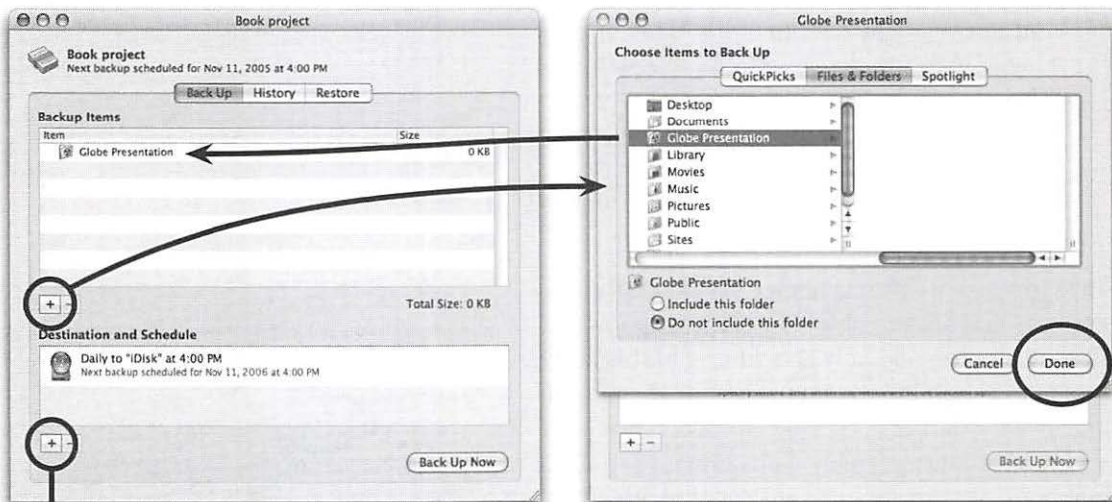 Book project
Book project
Next backup scheduled for Nov 11, 2005 at 4:00 PM
Back Up History Restore
Backup Items
Item Size
Globe Presentation 0 KB
+ -
Total Size: 0 KB
Destination and Schedule
Daily to "iDisk" at 4:00 PM
Next backup scheduled for Nov 11, 2006 at 4:00 PM
+ -
Back Up Now
Globe Presentation
Choose Items to Back Up
QuickPicks Files & Folders Spotlight
Desktop
Documents
Globe Presentation
Library
Movies
Music
Pictures
Public
Sites
Globe Presentation
Include this folder
Do not include this folder
Cancel Done
+ -
Back Up Now